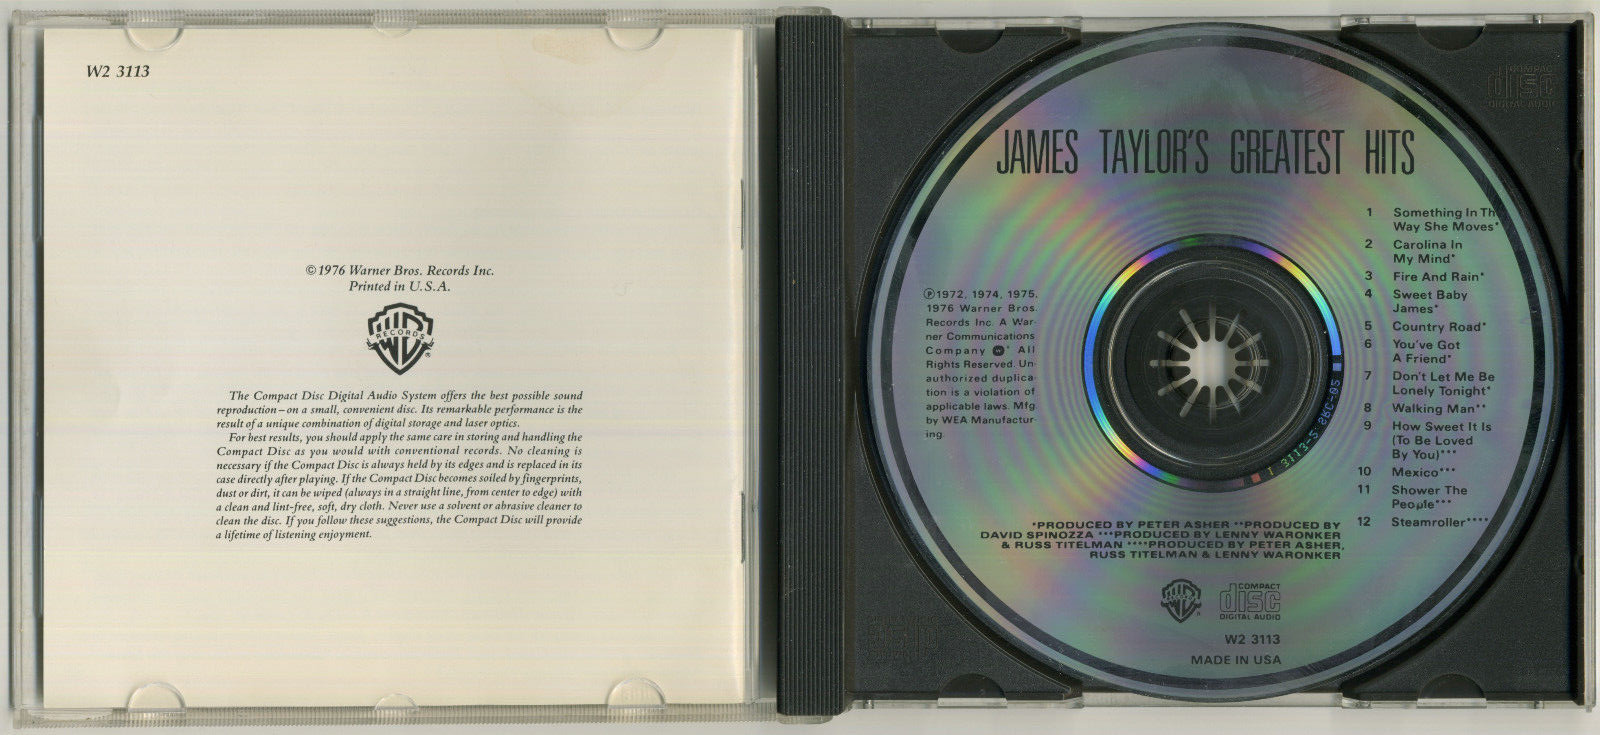 W2 3113
©1976 Warner Bros. Records Inc.
Printed in U.S.A.
RECORDS
®
The Compact Disc Digital Audio System offers the best possible sound
reproduction—on a small, convenient disc. Its remarkable performance is the
result of a unique combination of digital storage and laser optics.
For best results, you should apply the same care in storing and handling the
Compact Disc as you would with conventional records. No cleaning is
necessary if the Compact Disc is always held by its edges and is replaced in its
case directly after playing. If the Compact Disc becomes soiled by fingerprints,
dust or dirt, it can be wiped (always in a straight line, from center to edge) with
a clean and lint-free, soft, dry cloth. Never use a solvent or abrasive cleaner to
clean the disc. If you follow these suggestions, the Compact Disc will provide
a lifetime of listening enjoyment.
COMPACT
disc
DIGITAL AUDIO
JAMES TAYLOR'S GREATEST HITS
1 Something In Th
Way She Moves*
2 Carolina In
My Mind*
3 Fire And Rain*
4 Sweet Baby
James*
5 Country Road*
6 You've Got
A Friend*
7 Don't Let Me Be
Lonely Tonight*
8 Walking Man**
9 How Sweet It Is
(To Be Loved
By You)***
10 Mexico***
11 Shower The
People***
12 Steamroller****
℗1972, 1974, 1975,
1976 Warner Bros.
Records Inc. A War-
ner Communications
Company All
Rights Reserved. Un-
authorized duplica-
tion is a violation of
applicable laws. Mfg.
by WEA Manufactur-
ing.
1 3113-2 SRC-02
*PRODUCED BY PETER ASHER **PRODUCED BY
DAVID SPINOZZA ***PRODUCED BY LENNY WARONKER
& RUSS TITELMAN ****PRODUCED BY PETER ASHER,
RUSS TITELMAN & LENNY WARONKER
RECORDS
COMPACT
disc
DIGITAL AUDIO
W2 3113
MADE IN USA